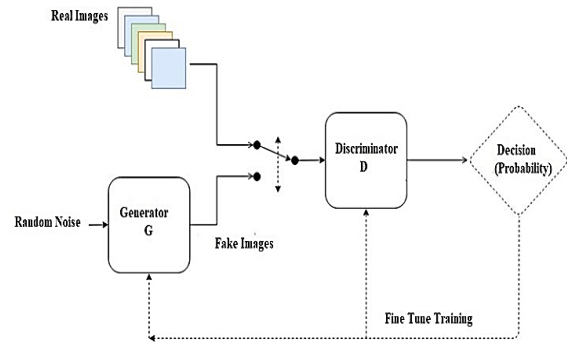 Real Images
Random Noise
Generator
G
Fake Images
Discriminator
D
Decision
(Probability)
Fine Tune Training